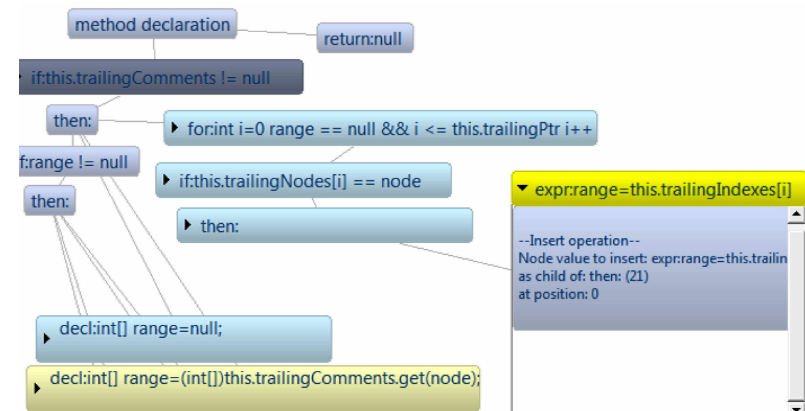 method declaration
return:null
if:this.trailingComments != null
then:
for:int i=0 range == null && i <= this.trailingPtr i++
f:range != null
if:this.trailingNodes[i] == node
then:
expr:range=this.trailingIndexes[i]
then:
--Insert operation--
Node value to insert: expr:range=this.trailin
as child of: then: (21)
at position: 0
decl:int[] range=null;
decl:int[] range=(int[])this.trailingComments.get(node);